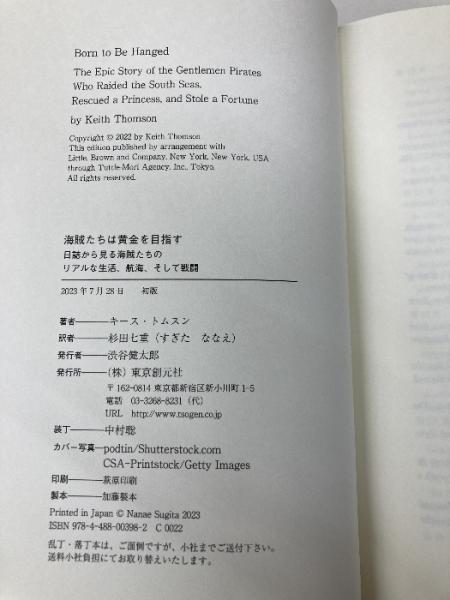 Born to Be Hanged
The Epic Story of the Gentlemen Pirates
Who Raided the South Seas,
Rescued a Princess, and Stole a Fortune
by Keith Thomson
Copyright © 2022 by Keith Thomson
This edition published by arrangement with
Little, Brown and Company, New York, New York, USA
through Tuttle-Mori Agency, Inc., Tokyo.
All rights reserved.
海賊たちは黄金を目指す
日誌から見る海賊たちの
リアルな生活、航海、そして戦闘
2023年7月28日 初版
著者―――キース・トムスン
訳者―――杉田七重（すぎた ななえ）
発行者―――渋谷健太郎
発行所―――（株）東京創元社
〒162-0814 東京都新宿区新小川町1-5
電話 03-3268-8231（代）
URL http://www.tsogen.co.jp
装丁―――中村聡
カバー写真―podtin/Shutterstock.com
CSA-Printstock/Getty Images
印刷―――萩原印刷
製本―――加藤製本
Printed in Japan © Nanae Sugita 2023
ISBN 978-4-488-00398-2 C 0022
乱丁・落丁本は、ご面倒ですが、小社までご送付下さい。
送料小社負担にてお取り替えいたします。